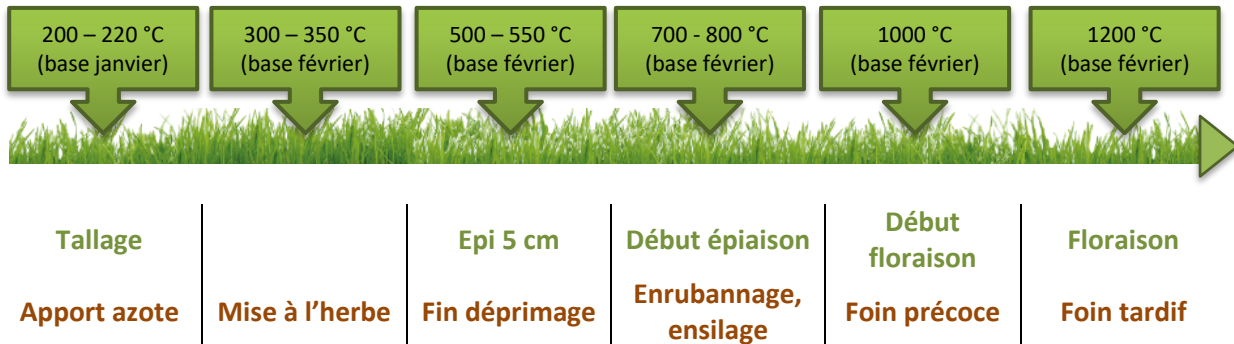 200 – 220 °C
(base janvier)
300 – 350 °C
(base février)
500 – 550 °C
(base février)
700 - 800 °C
(base février)
1000 °C
(base février)
1200 °C
(base février)
Tallage
Epi 5 cm
Début épiaison
Début
floraison
Floraison
Apport azote
Mise à l’herbe
Fin déprimage
Enrubannage,
ensilage
Foin précoce
Foin tardif